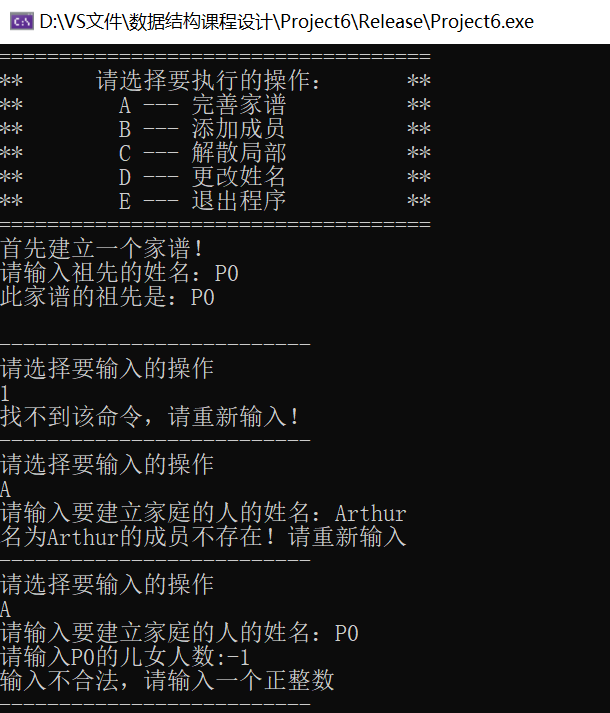 D:\VS文件\数据结构课程设计\Project6\Release\Project6.exe
====================================
** 请选择要执行的操作： **
** A --- 完善家谱 **
** B --- 添加成员 **
** C --- 解散局部 **
** D --- 更改姓名 **
** E --- 退出程序 **
====================================
首先建立一个家谱！
请输入祖先的姓名：P0
此家谱的祖先是：P0
--------------------------
请选择要输入的操作
1
找不到该命令，请重新输入！
--------------------------
请选择要输入的操作
A
请输入要建立家庭的人的姓名：Arthur
名为Arthur的成员不存在！请重新输入
--------------------------
请选择要输入的操作
A
请输入要建立家庭的人的姓名：P0
请输入P0的儿女人数:-1
输入不合法，请输入一个正整数
--------------------------